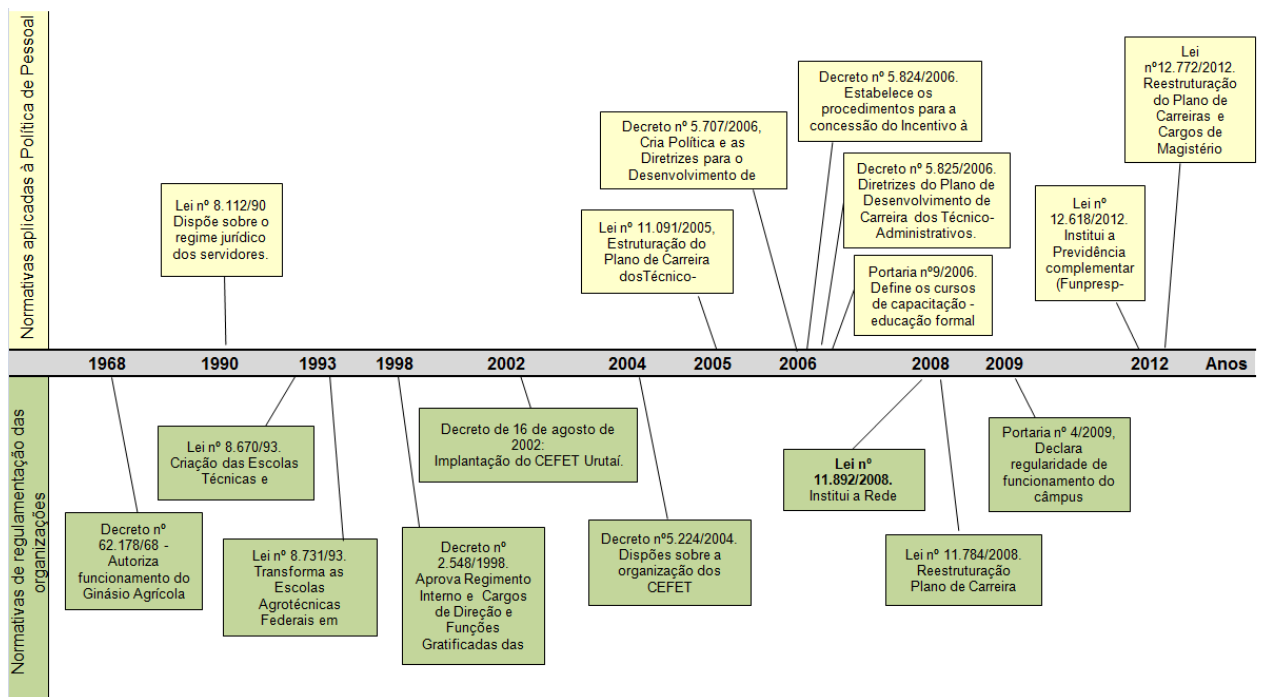 Normativas aplicadas à Política de Pessoal
Lei nº 8.112/90
Dispõe sobre o
regime jurídico
dos servidores.
Decreto nº 5.707/2006,
Cria Política e as
Diretrizes para o
Desenvolvimento de
Lei nº 11.091/2005,
Estruturação do
Plano de Carreira
dosTécnico-
Decreto nº 5.824/2006.
Estabelece os
procedimentos para a
concessão do Incentivo à
Decreto nº 5.825/2006.
Diretrizes do Plano de
Desenvolvimento de
Carreira dos Técnico-
Administrativos.
Portaria nº9/2006.
Define os cursos
de capacitação -
educação formal
Lei nº
12.618/2012.
Institui a
Previdência
complementar
(Funpresp-
Lei
nº12.772/2012.
Reestruturação
do Plano de
Carreiras e
Cargos de
Magistério
1968 1990 1993 1998 2002 2004 2005 2006 2008 2009 2012 Anos
Normativas de regulamentação das
organizações
Decreto nº
62.178/68 -
Autoriza
funcionamento do
Ginásio Agrícola
Lei nº 8.670/93.
Criação das Escolas
Técnicas e
Lei nº 8.731/93.
Transforma as
Escolas
Agrotécnicas
Federais em
Decreto nº
2.548/1998.
Aprova Regimento
Interno e Cargos
de Direção e
Funções
Gratificadas das
Decreto de 16 de agosto de
2002:
Implantação do CEFET Urutaí.
Decreto nº5.224/2004.
Dispões sobre a
organização dos
CEFET
Lei nº
11.892/2008.
Institui a Rede
Lei nº 11.784/2008.
Reestruturação
Plano de Carreira
Portaria nº 4/2009,
Declara
regularidade de
funcionamento do
câmpus